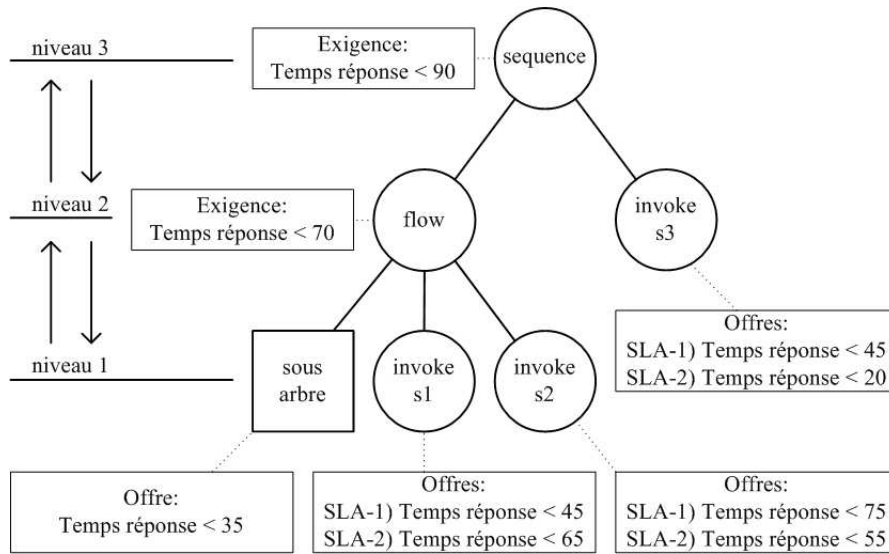 niveau 3
Exigence:
Temps réponse < 90
sequence
niveau 2
Exigence:
Temps réponse < 70
flow
invoke
s3
Offres:
SLA-1) Temps réponse < 45
SLA-2) Temps réponse < 20
niveau 1
sous
arbre
invoke
s1
invoke
s2
Offre:
Temps réponse < 35
Offres:
SLA-1) Temps réponse < 45
SLA-2) Temps réponse < 65
Offres:
SLA-1) Temps réponse < 75
SLA-2) Temps réponse < 55